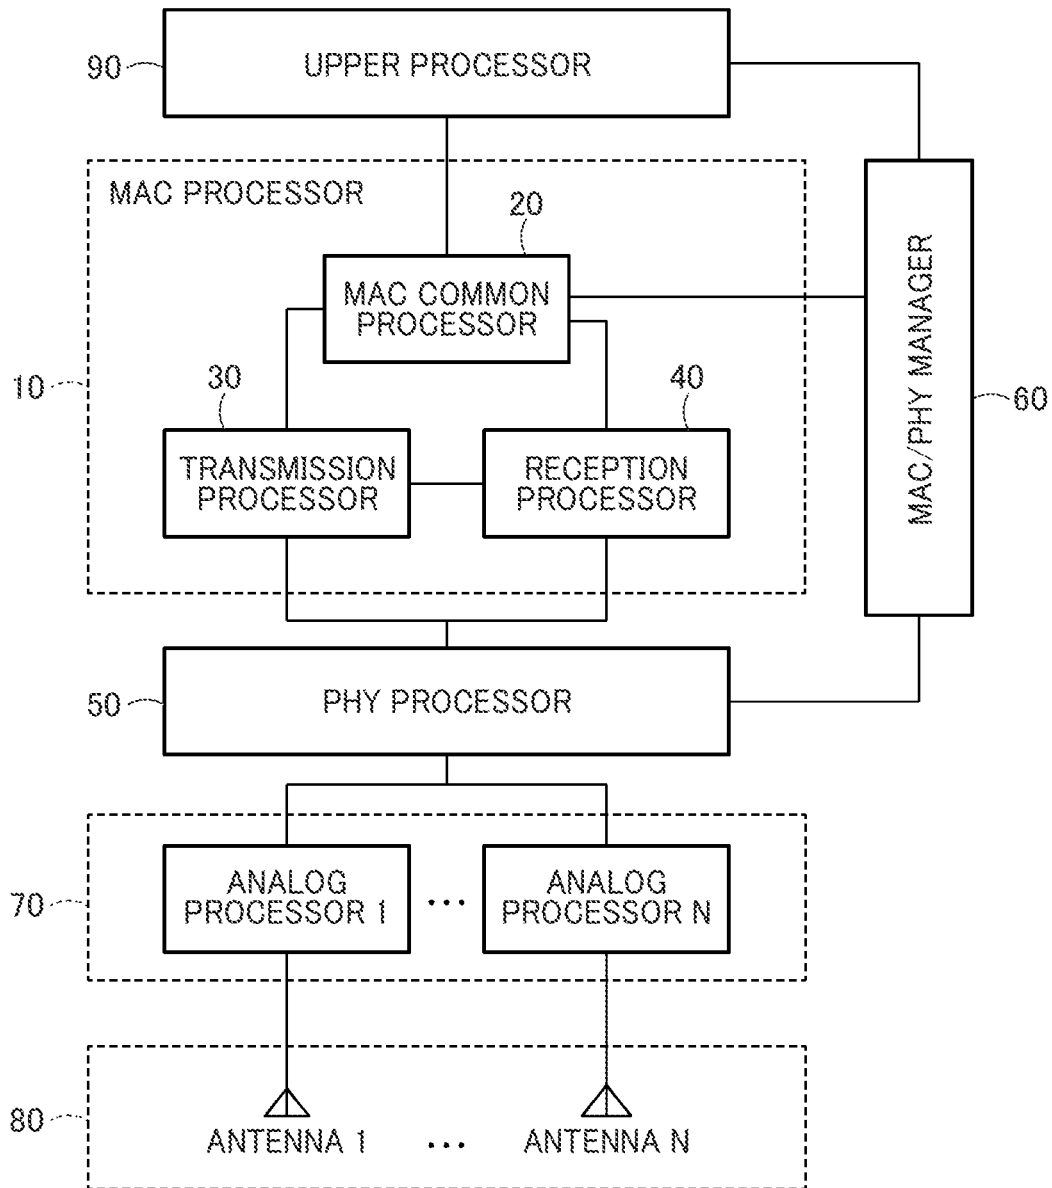 90
UPPER PROCESSOR
MAC PROCESSOR
20
MAC COMMON
PROCESSOR
10
30
40
TRANSMISSION
PROCESSOR
RECEPTION
PROCESSOR
MAC/PHY MANAGER
60
50
PHY PROCESSOR
70
ANALOG
PROCESSOR 1
...
ANALOG
PROCESSOR N
80
ANTENNA 1
...
ANTENNA N